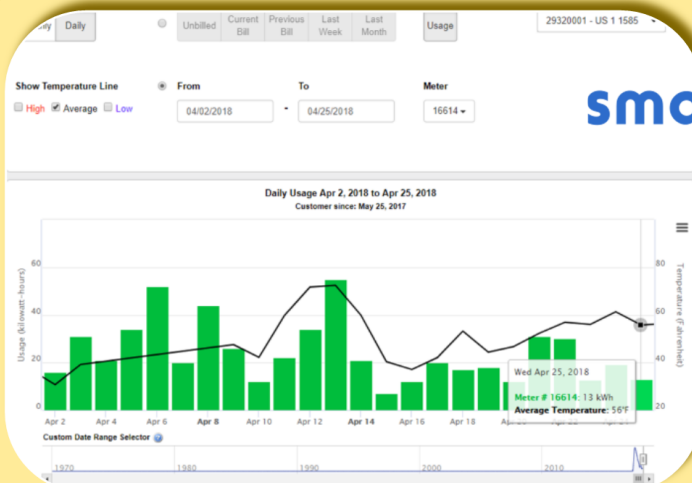 Daily
Unbilled
Current Bill
Previous Bill
Last Week
Last Month
Usage
29320001 - US 1 1585
Show Temperature Line
From
To
Meter
High
Average
Low
04/02/2018
-
04/25/2018
16614
Daily Usage Apr 2, 2018 to Apr 25, 2018
Customer since: May 25, 2017
Usage (kilowatt-hours)
60
40
20
0
80
60
40
20
Temperature (Fahrenheit)
Wed Apr 25, 2018
Meter # 16614: 13 kWh
Average Temperature: 56°F
Apr 2
Apr 4
Apr 6
Apr 8
Apr 10
Apr 12
Apr 14
Apr 16
Apr 18
Custom Date Range Selector
1970
1980
1990
2000
2010